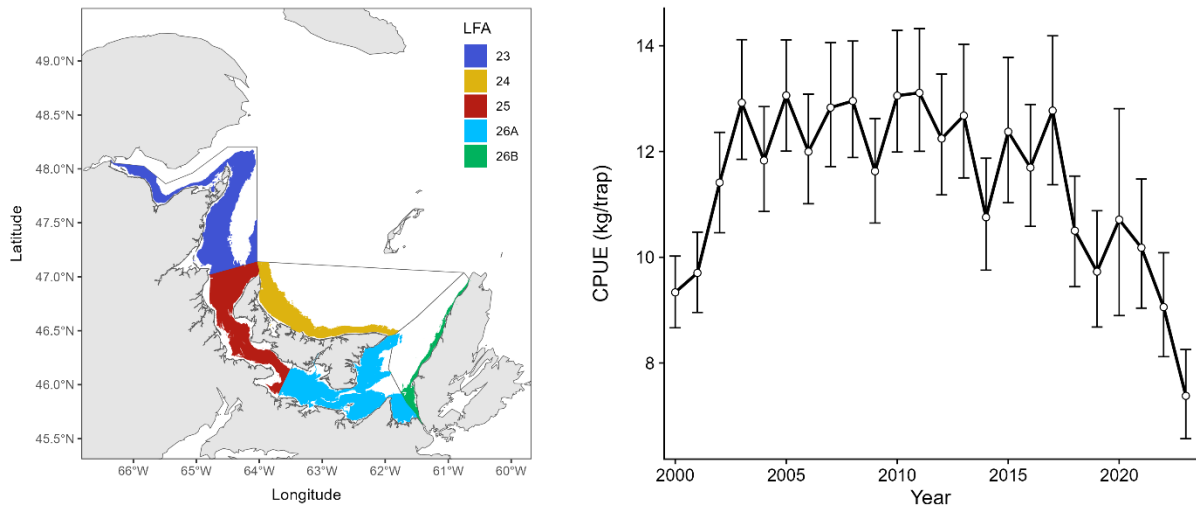 LFA
23
24
25
26A
26B
49.0°N
48.5°N
48.0°N
47.5°N
47.0°N
46.5°N
46.0°N
45.5°N
Latitude
66°W 65°W 64°W 63°W 62°W 61°W 60°W
Longitude
14
12
10
8
CPUE (kg/trap)
2000 2005 2010 2015 2020
Year